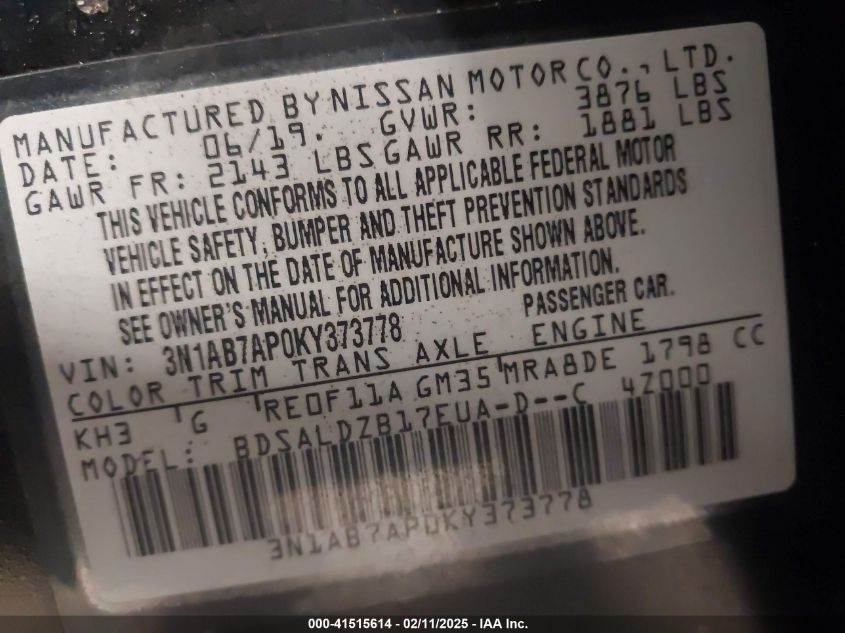 MANUFACTURED BY NISSAN MOTOR CO., LTD.
DATE: 06/19. GVWR: 3876 LBS
GAWR FR: 2143 LBS GAWR RR: 1881 LBS
THIS VEHICLE CONFORMS TO ALL APPLICABLE FEDERAL MOTOR
VEHICLE SAFETY, BUMPER AND THEFT PREVENTION STANDARDS
IN EFFECT ON THE DATE OF MANUFACTURE SHOWN ABOVE.
SEE OWNER'S MANUAL FOR ADDITIONAL INFORMATION.
VIN: 3N1AB7AP0KY373778 PASSENGER CAR.
COLOR TRIM TRANS AXLE ENGINE
KH3 G RE0F11A GM35 MRA8DE 1798 CC
MODEL: BDSALDZB17EUA-D--C 4Z000
3N1AB7AP0KY373778
000-41515614 - 02/11/2025 - IAA Inc.